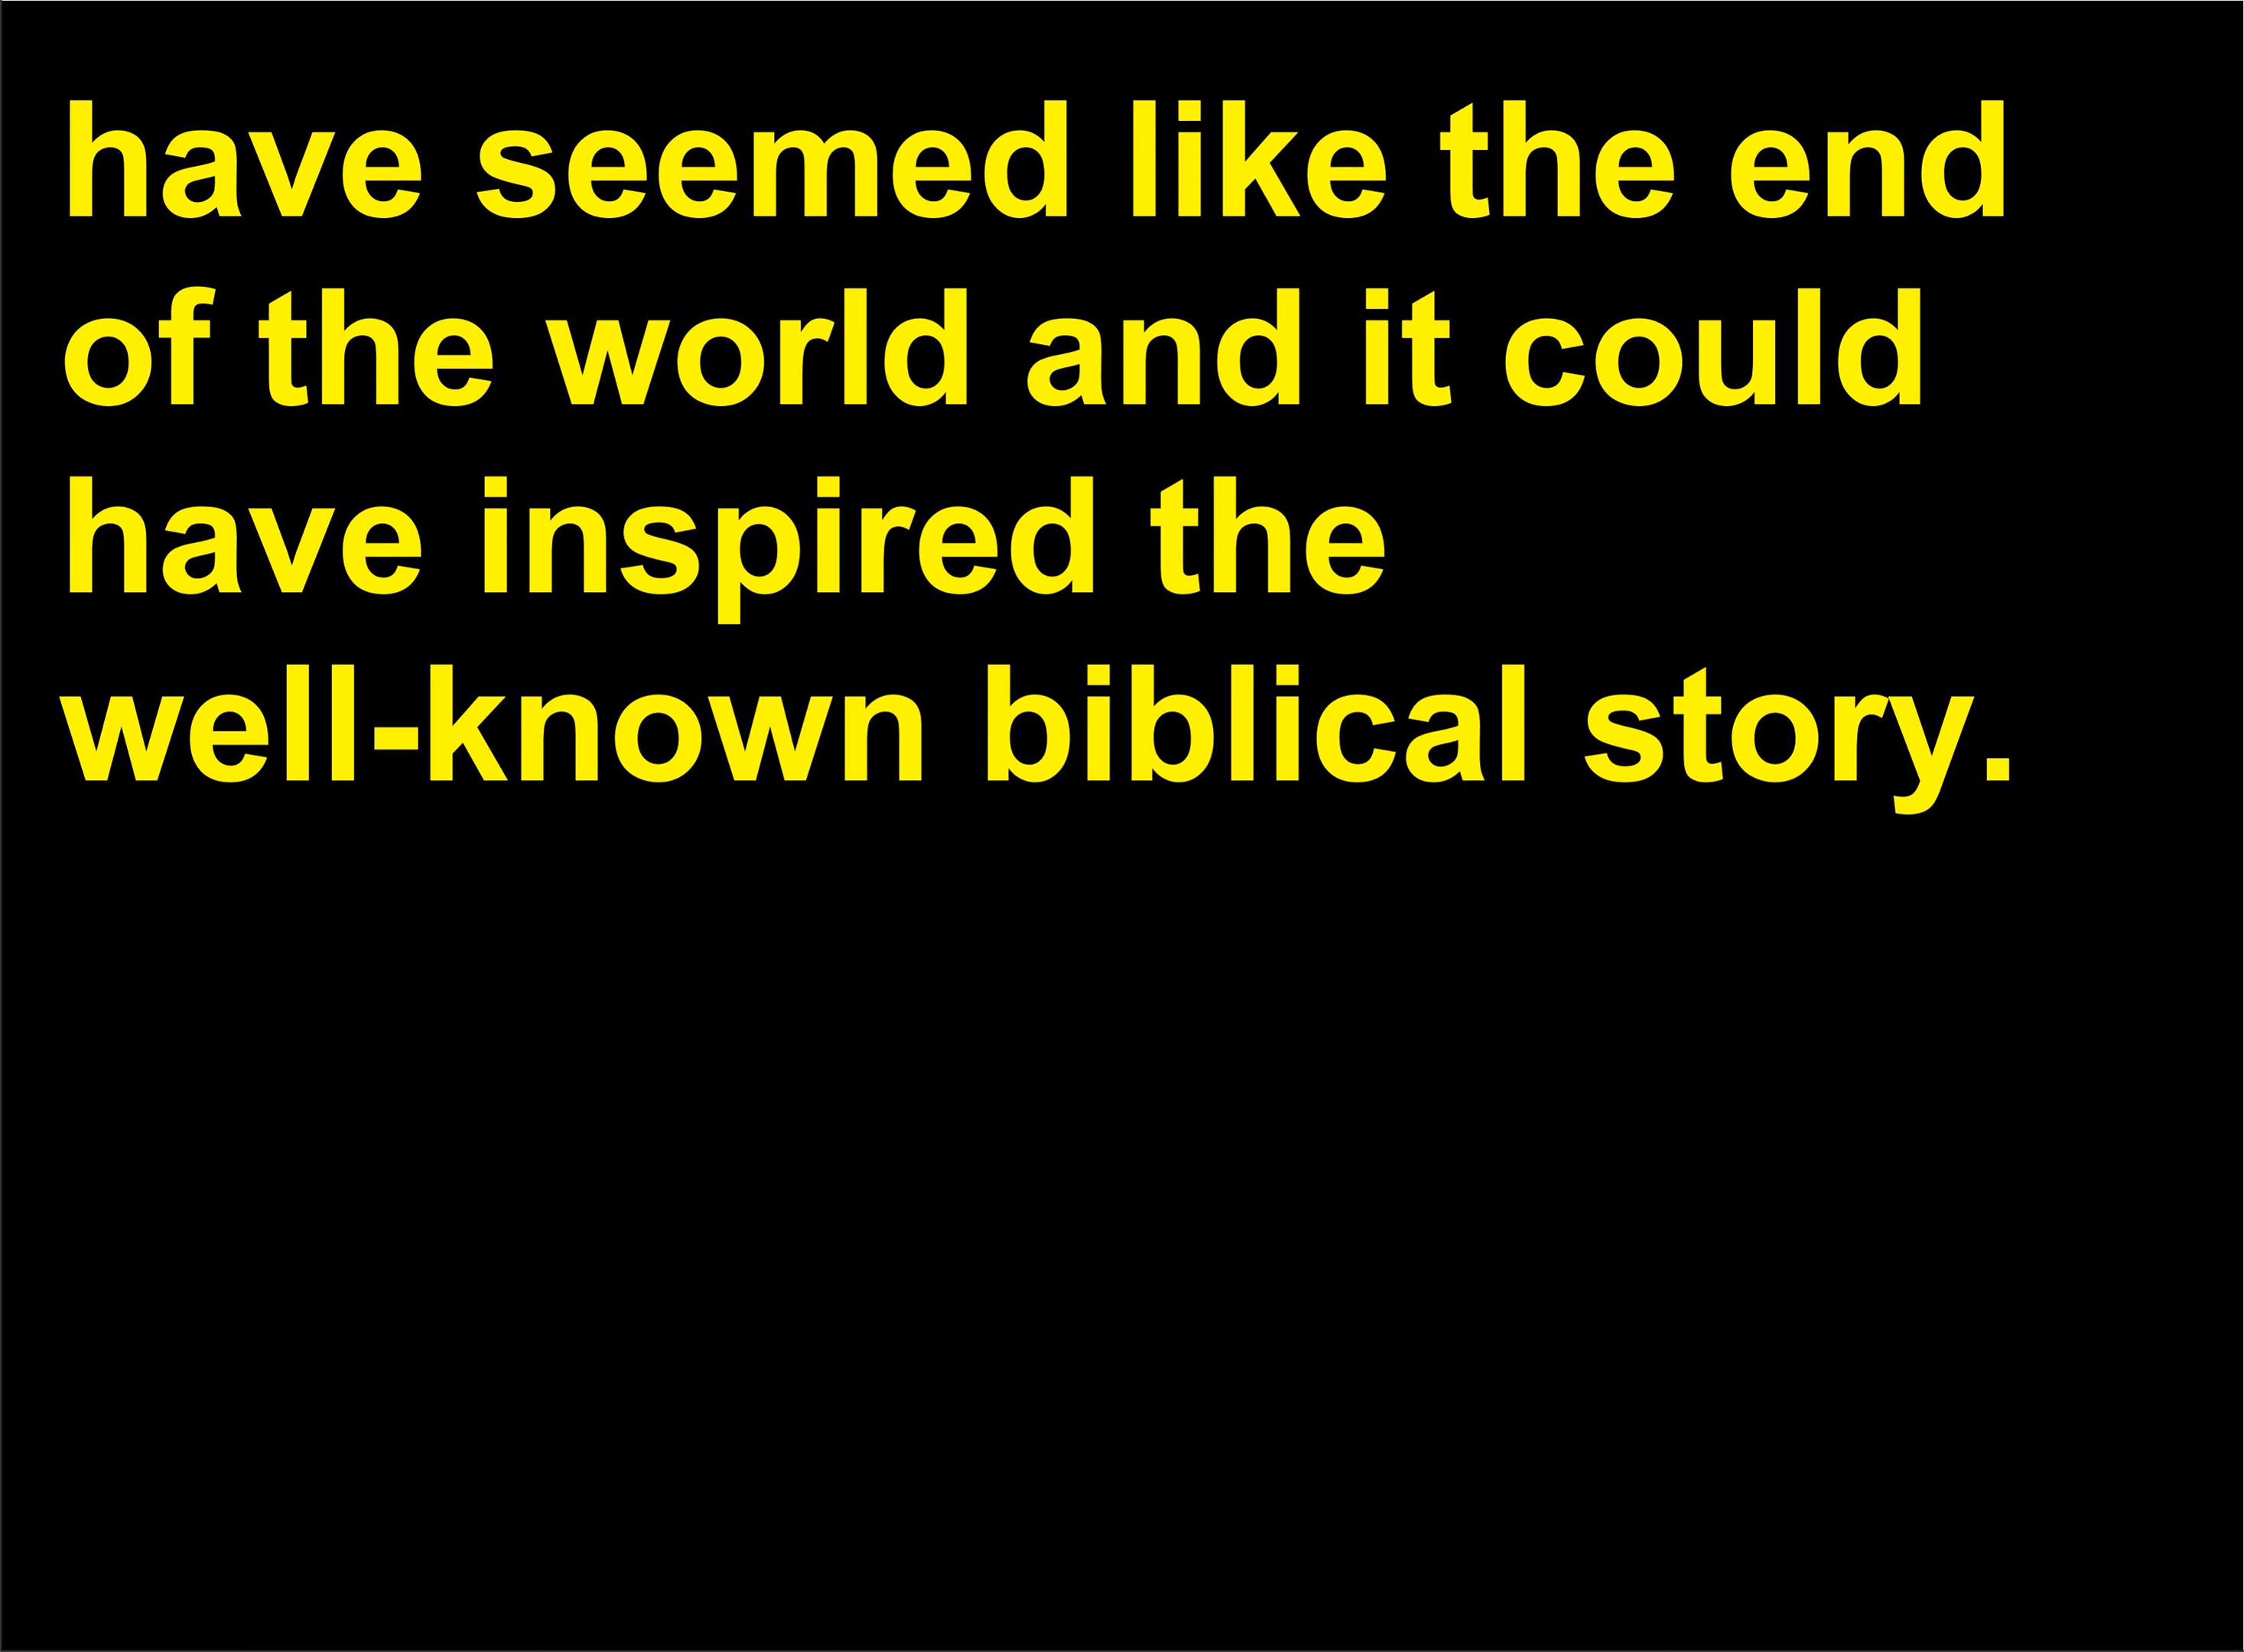 have seemed like the end
of the world and it could
have inspired the
well-known biblical story.